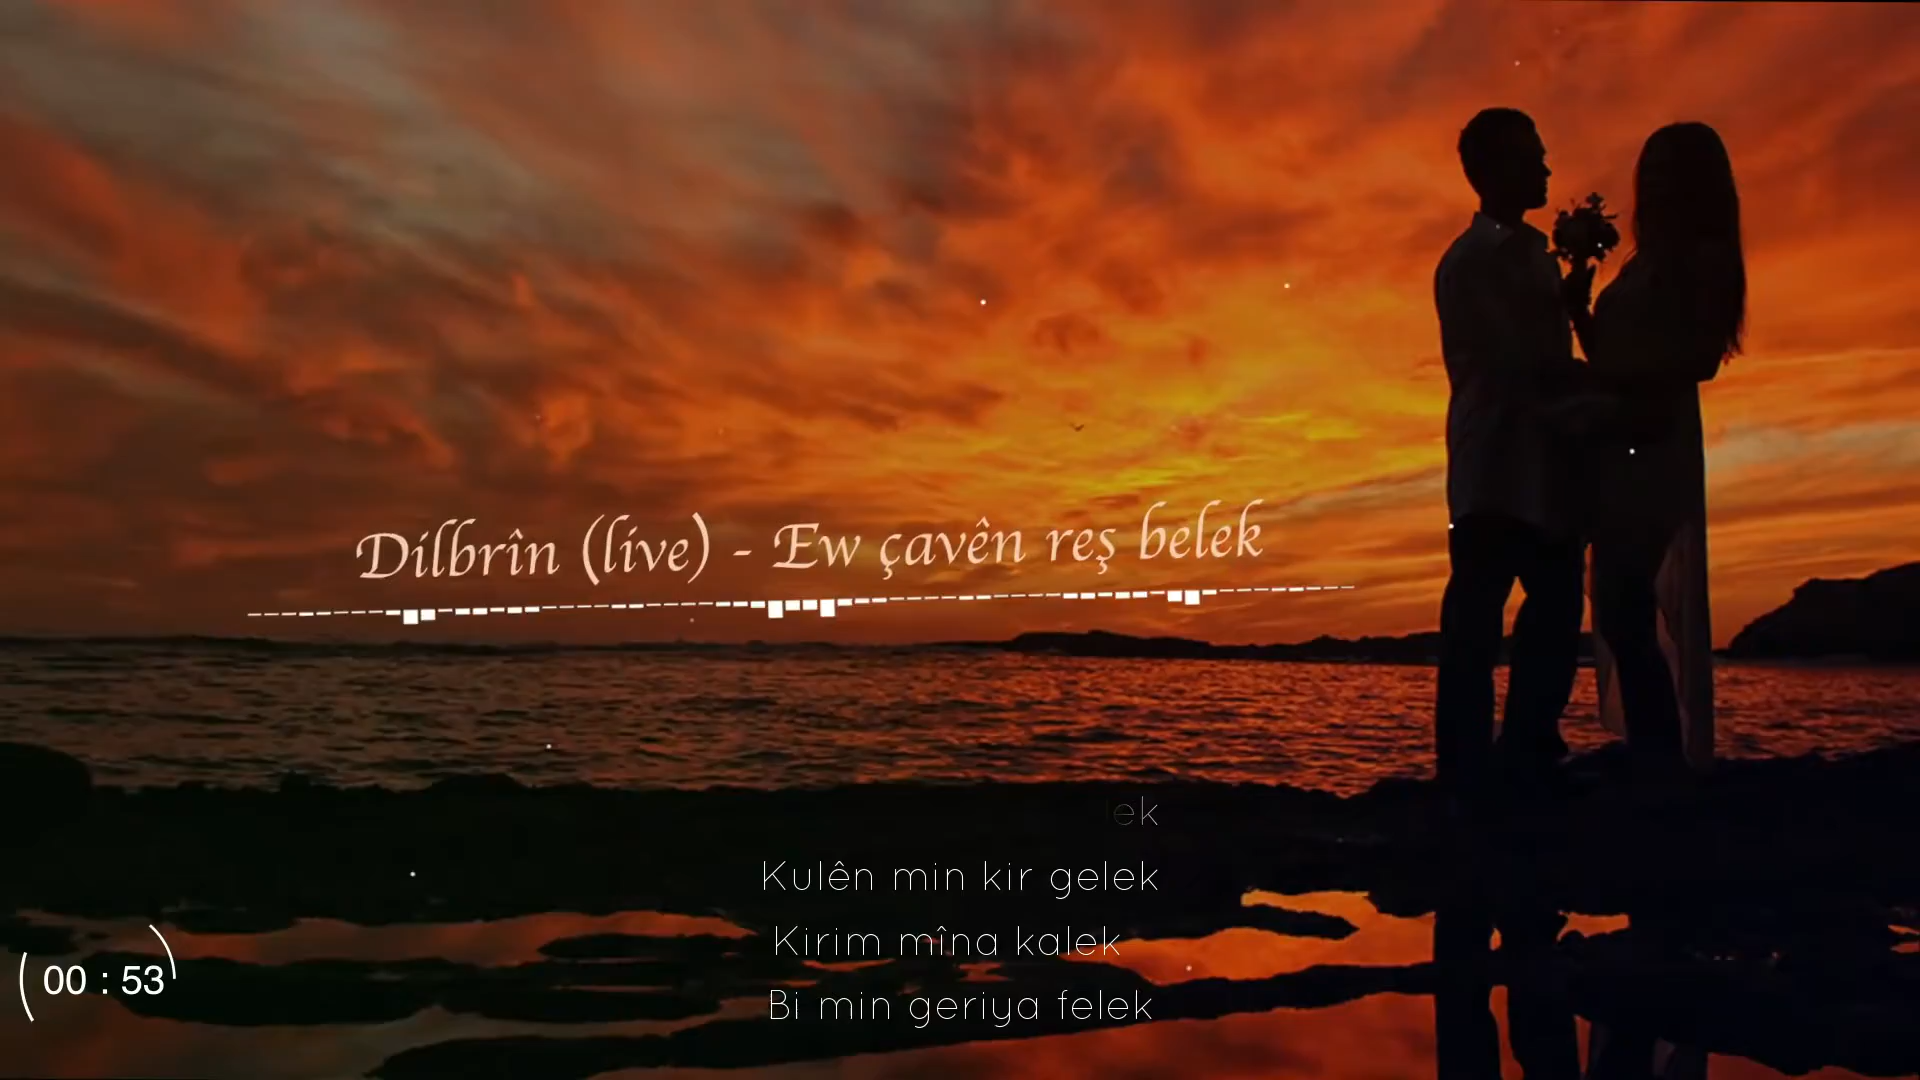 Dilbrîn (live) - Ew çavên reş belek
Kulên min kir gelek
Kirim mîna kalek
Bi min geriya felek
00 : 53